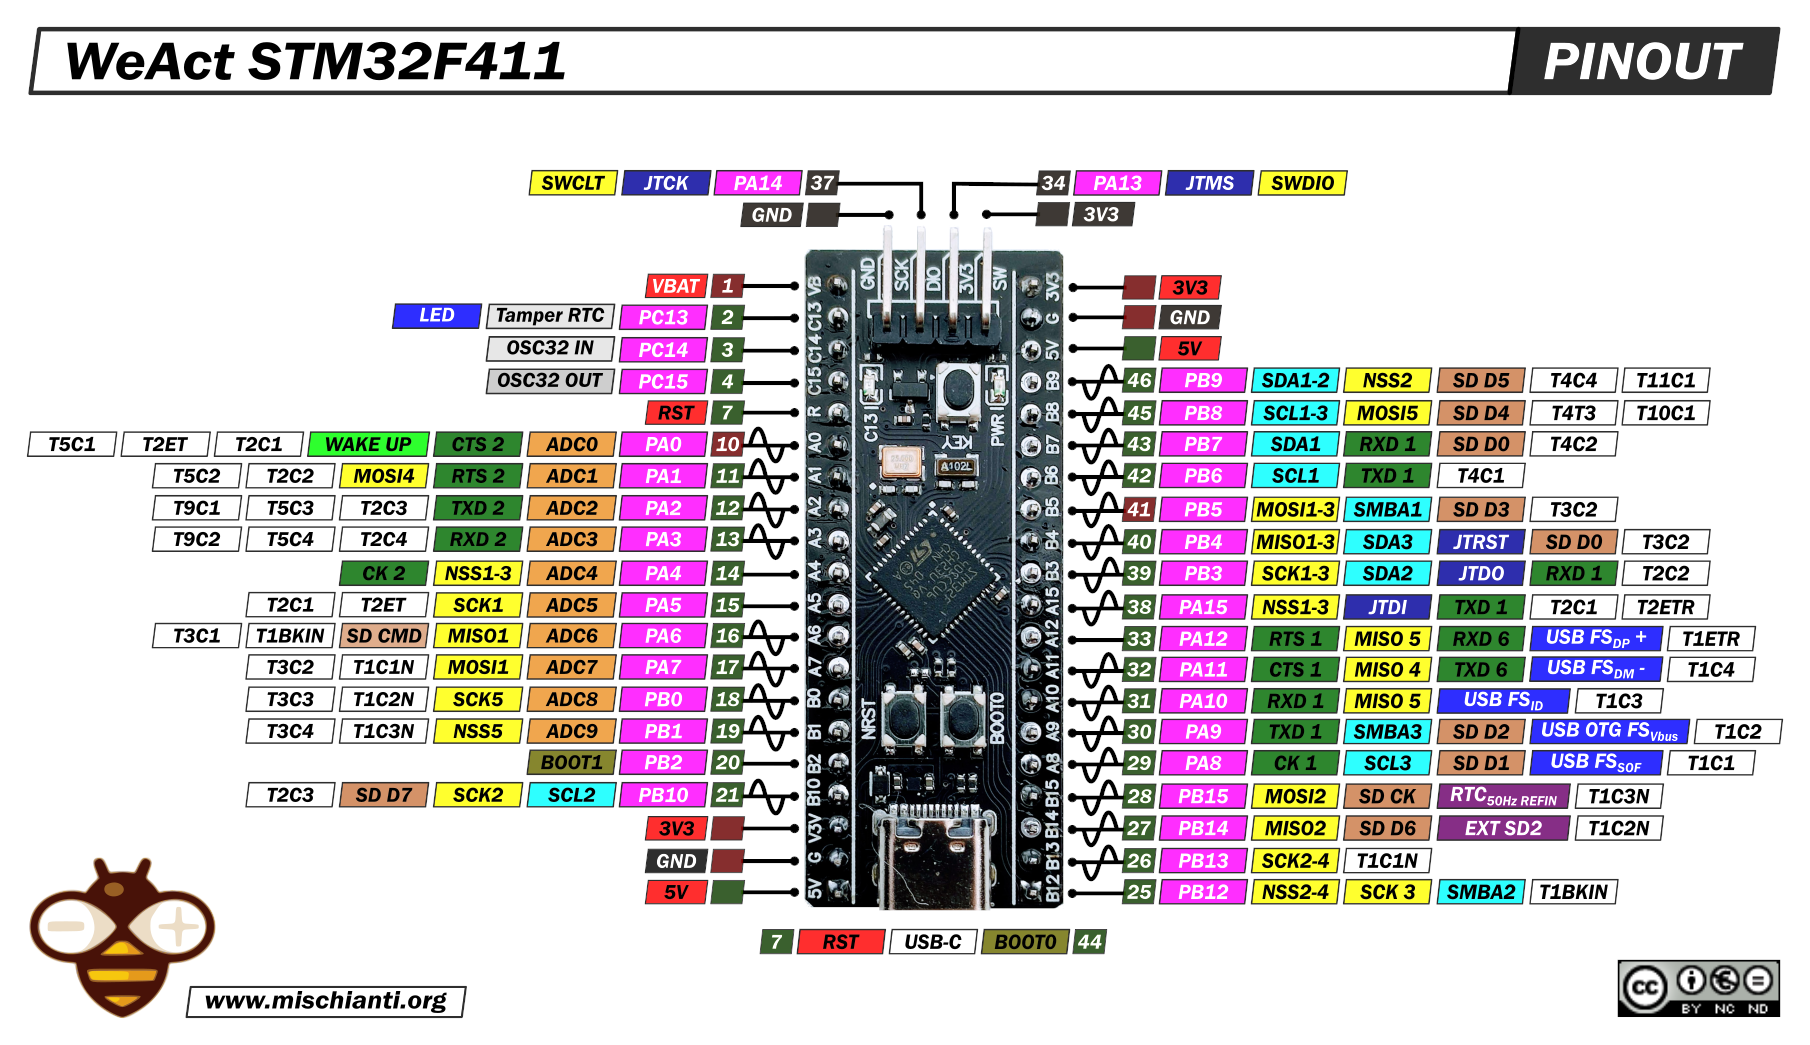 WeAct STM32F411 PINOUT
SWCLT JTCK PA14 37 34 PA13 JTMS SWDIO
GND 3V3
GND SCK DIO 3V3 SW
VBAT 1 VB 3V3 3V3
LED Tamper RTC PC13 2 C13 G GND
OSC32 IN PC14 3 C14 5V 5V
OSC32 OUT PC15 4 C15 B9 46 PB9 SDA1-2 NSS2 SD D5 T4C4 T11C1
RST 7 R B8 45 PB8 SCL1-3 MOSI5 SD D4 T4T3 T10C1
C13 KEY PWR
T5C1 T2ET T2C1 WAKE UP CTS 2 ADC0 PA0 10 A0 B7 43 PB7 SDA1 RXD 1 SD D0 T4C2
A102L
T5C2 T2C2 MOSI4 RTS 2 ADC1 PA1 11 A1 B6 42 PB6 SCL1 TXD 1 T4C1
T9C1 T5C3 T2C3 TXD 2 ADC2 PA2 12 A2 B5 41 PB5 MOSI1-3 SMBA1 SD D3 T3C2
T9C2 T5C4 T2C4 RXD 2 ADC3 PA3 13 A3 B4 40 PB4 MISO1-3 SDA3 JTRST SD D0 T3C2
CK 2 NSS1-3 ADC4 PA4 14 A4 B3 39 PB3 SCK1-3 SDA2 JTDO RXD 1 T2C2
T2C1 T2ET SCK1 ADC5 PA5 15 A5 A15 38 PA15 NSS1-3 JTDI TXD 1 T2C1 T2ETR
T3C1 T1BKIN SD CMD MISO1 ADC6 PA6 16 A6 A12 33 PA12 RTS 1 MISO 5 RXD 6 USB FSDP + T1ETR
T3C2 T1C1N MOSI1 ADC7 PA7 17 A7 A11 32 PA11 CTS 1 MISO 4 TXD 6 USB FSDM - T1C4
T3C3 T1C2N SCK5 ADC8 PB0 18 B0 A10 31 PA10 RXD 1 MISO 5 USB FSID T1C3
NRST BOOT0
T3C4 T1C3N NSS5 ADC9 PB1 19 B1 A9 30 PA9 TXD 1 SMBA3 SD D2 USB OTG FSVbus T1C2
BOOT1 PB2 20 B2 A8 29 PA8 CK 1 SCL3 SD D1 USB FSSOF T1C1
T2C3 SD D7 SCK2 SCL2 PB10 21 B10 B15 28 PB15 MOSI2 SD CK RTC50Hz REFIN T1C3N
3V3 V3V B14 27 PB14 MISO2 SD D6 EXT SD2 T1C2N
GND G B13 26 PB13 SCK2-4 T1C1N
5V 5V B12 25 PB12 NSS2-4 SCK 3 SMBA2 T1BKIN
7 RST USB-C BOOT0 44
www.mischianti.org
cc BY NC ND